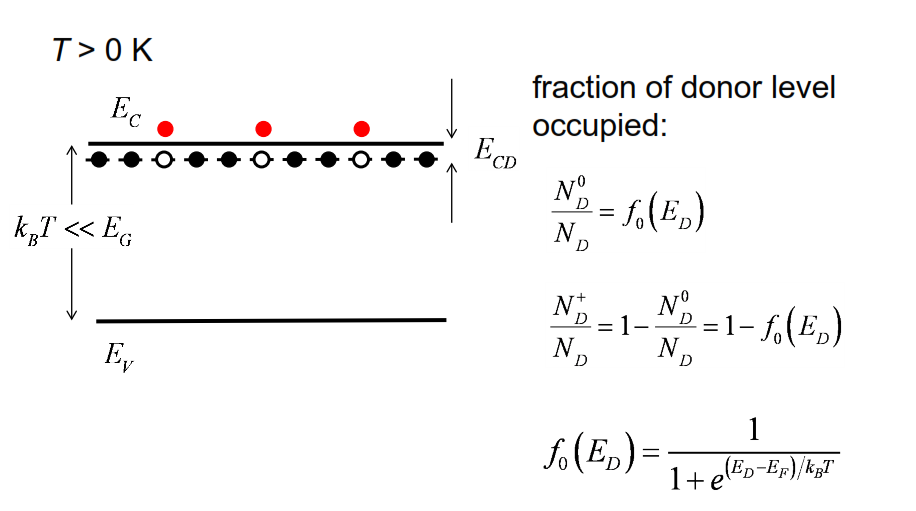 T > 0 K
E_C
E_CD
k_B T << E_G
E_V
fraction of donor level
occupied:
N_D^0 / N_D = f_0(E_D)
N_D^+ / N_D = 1 − N_D^0 / N_D = 1 − f_0(E_D)
f_0(E_D) = 1 / (1 + e^{(E_D−E_F)/k_BT})